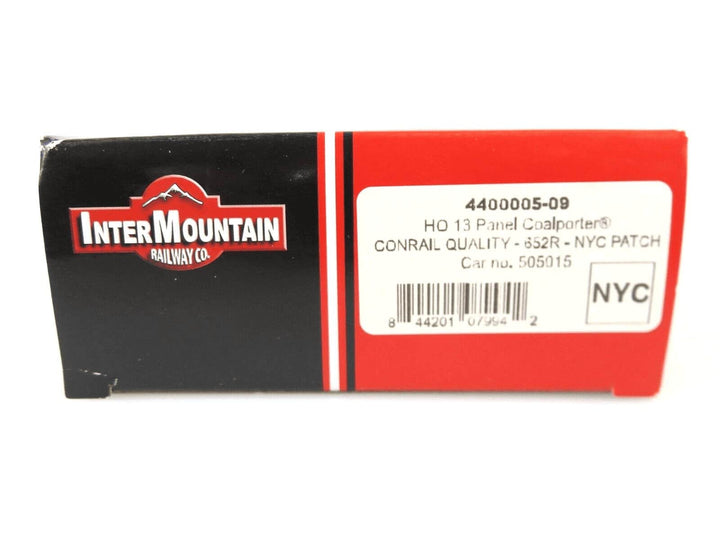 INTERMOUNTAIN
RAILWAY CO.
4400005-09
HO 13 Panel Coalporter®
CONRAIL QUALITY - 652R - NYC PATCH
Car no. 505015
NYC
8 44201 07994 2